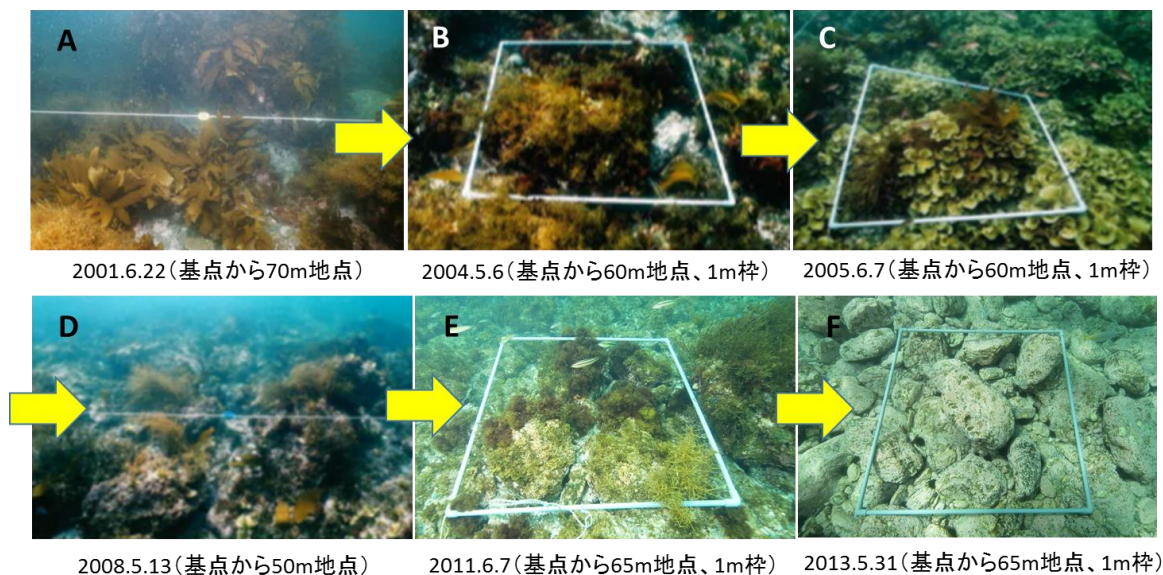 A
B
C
2001.6.22（基点から70m地点）
2004.5.6（基点から60m地点、1m枠）
2005.6.7（基点から60m地点、1m枠）
D
E
F
2008.5.13（基点から50m地点）
2011.6.7（基点から65m地点、1m枠）
2013.5.31（基点から65m地点、1m枠）